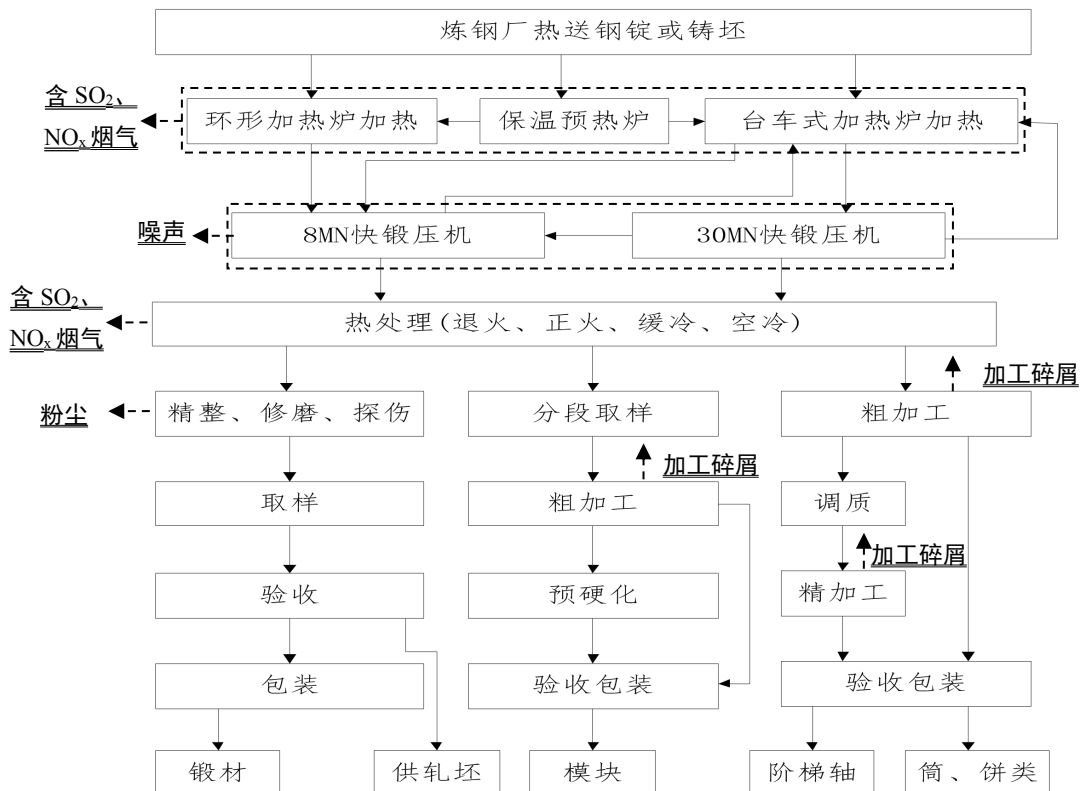 炼钢厂热送钢锭或铸坯
含 SO2、
NOx 烟气
环形加热炉加热
保温预热炉
台车式加热炉加热
噪声
8MN快锻压机
30MN快锻压机
含 SO2、
NOx 烟气
热处理(退火、正火、缓冷、空冷)
加工碎屑
粉尘
精整、修磨、探伤
分段取样
粗加工
加工碎屑
取样
粗加工
调质
加工碎屑
验收
预硬化
精加工
包装
验收包装
验收包装
锻材
供轧坯
模块
阶梯轴
筒、饼类